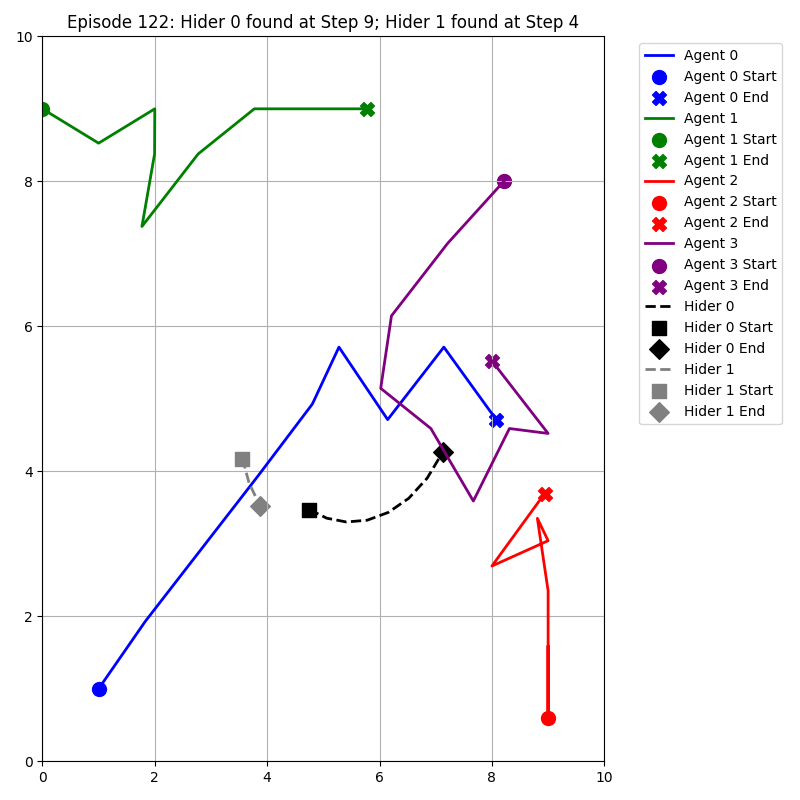 Episode 122: Hider 0 found at Step 9; Hider 1 found at Step 4
10
8
6
4
2
0
0
2
4
6
8
10
Agent 0
Agent 0 Start
Agent 0 End
Agent 1
Agent 1 Start
Agent 1 End
Agent 2
Agent 2 Start
Agent 2 End
Agent 3
Agent 3 Start
Agent 3 End
Hider 0
Hider 0 Start
Hider 0 End
Hider 1
Hider 1 Start
Hider 1 End